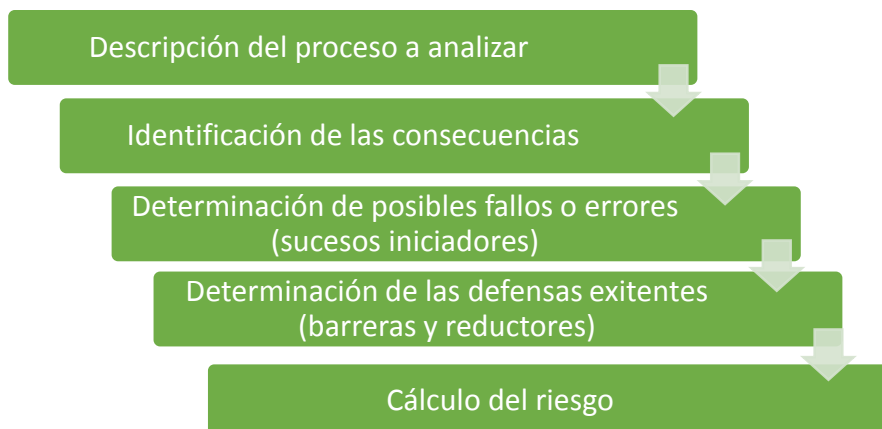 Descripción del proceso a analizar
Identificación de las consecuencias
Determinación de posibles fallos o errores
(sucesos iniciadores)
Determinación de las defensas exitentes
(barreras y reductores)
Cálculo del riesgo